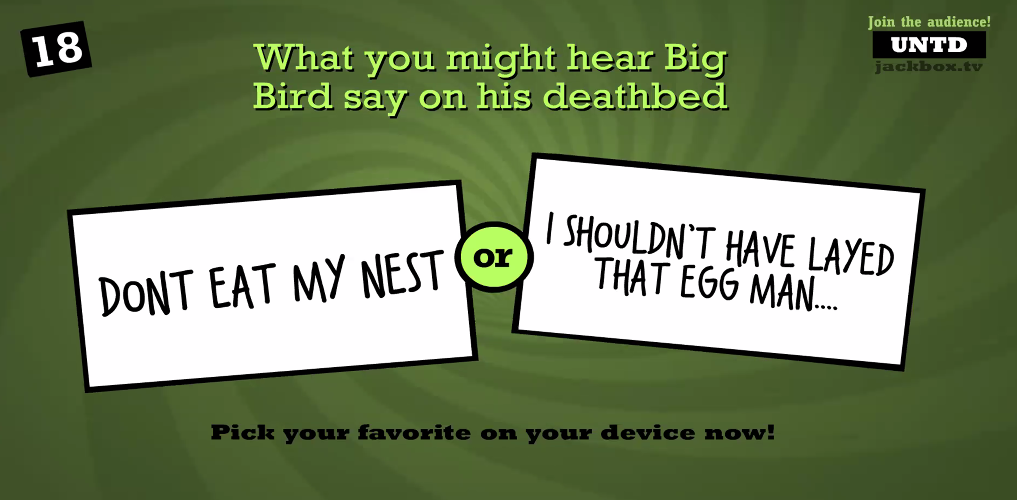 18
Join the audience!
UNTD
jackbox.tv
What you might hear Big
Bird say on his deathbed
DONT EAT MY NEST
or
I SHOULDN'T HAVE LAYED
THAT EGG MAN....
Pick your favorite on your device now!